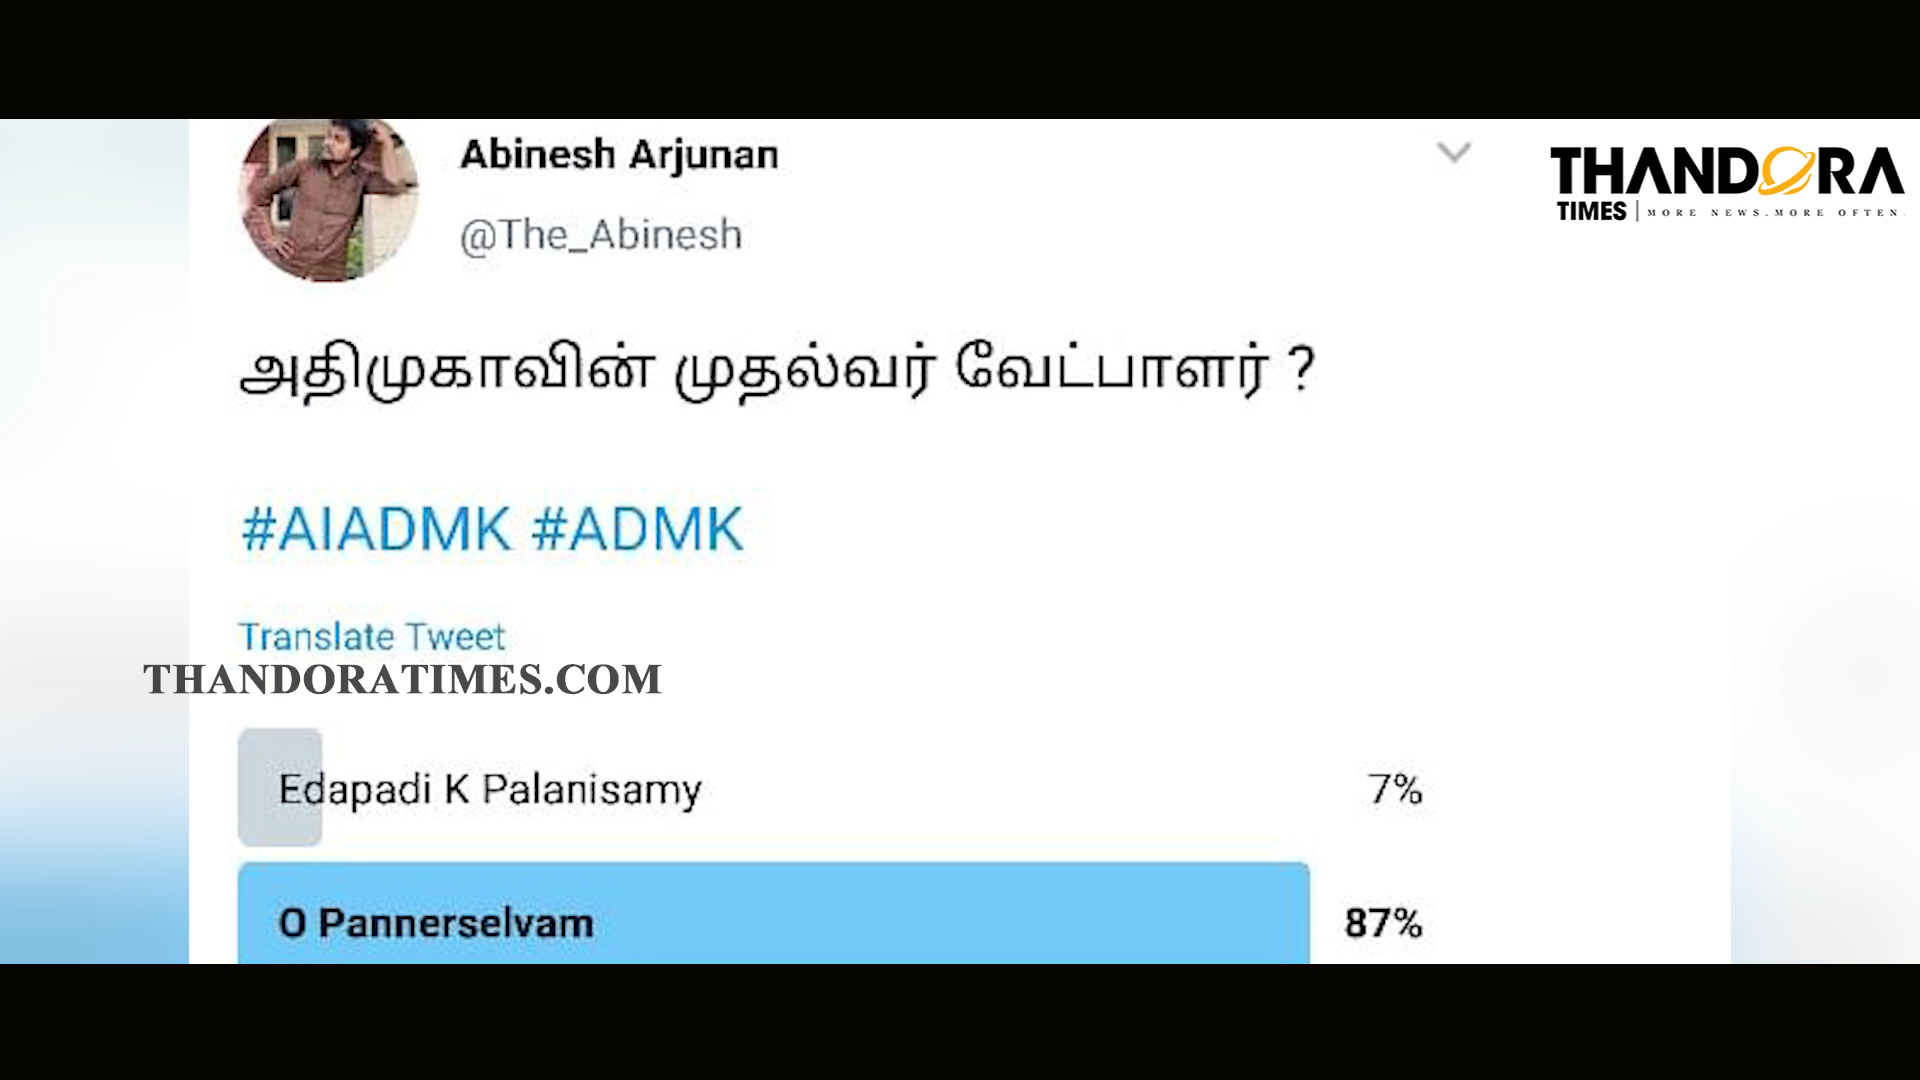 Abinesh Arjunan
THANDORA
TIMES | MORE NEWS.MORE OFTEN.
@The_Abinesh
அதிமுகாவின் முதல்வர் வேட்பாளர் ?
#AIADMK #ADMK
Translate Tweet
THANDORATIMES.COM
Edapadi K Palanisamy 7%
O Pannerselvam 87%